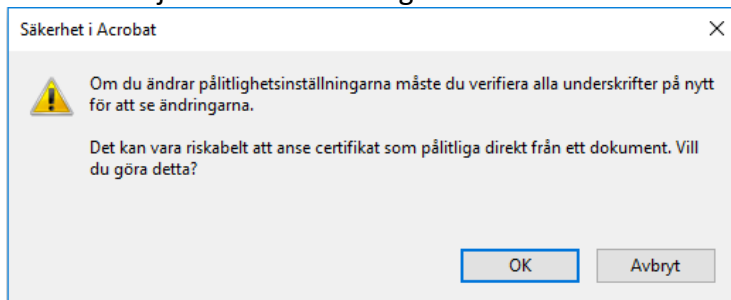 Säkerhet i Acrobat
Om du ändrar pålitlighetsinställningarna måste du verifiera alla underskrifter på nytt
för att se ändringarna.
Det kan vara riskabelt att anse certifikat som pålitliga direkt från ett dokument. Vill
du göra detta?
OK
Avbryt